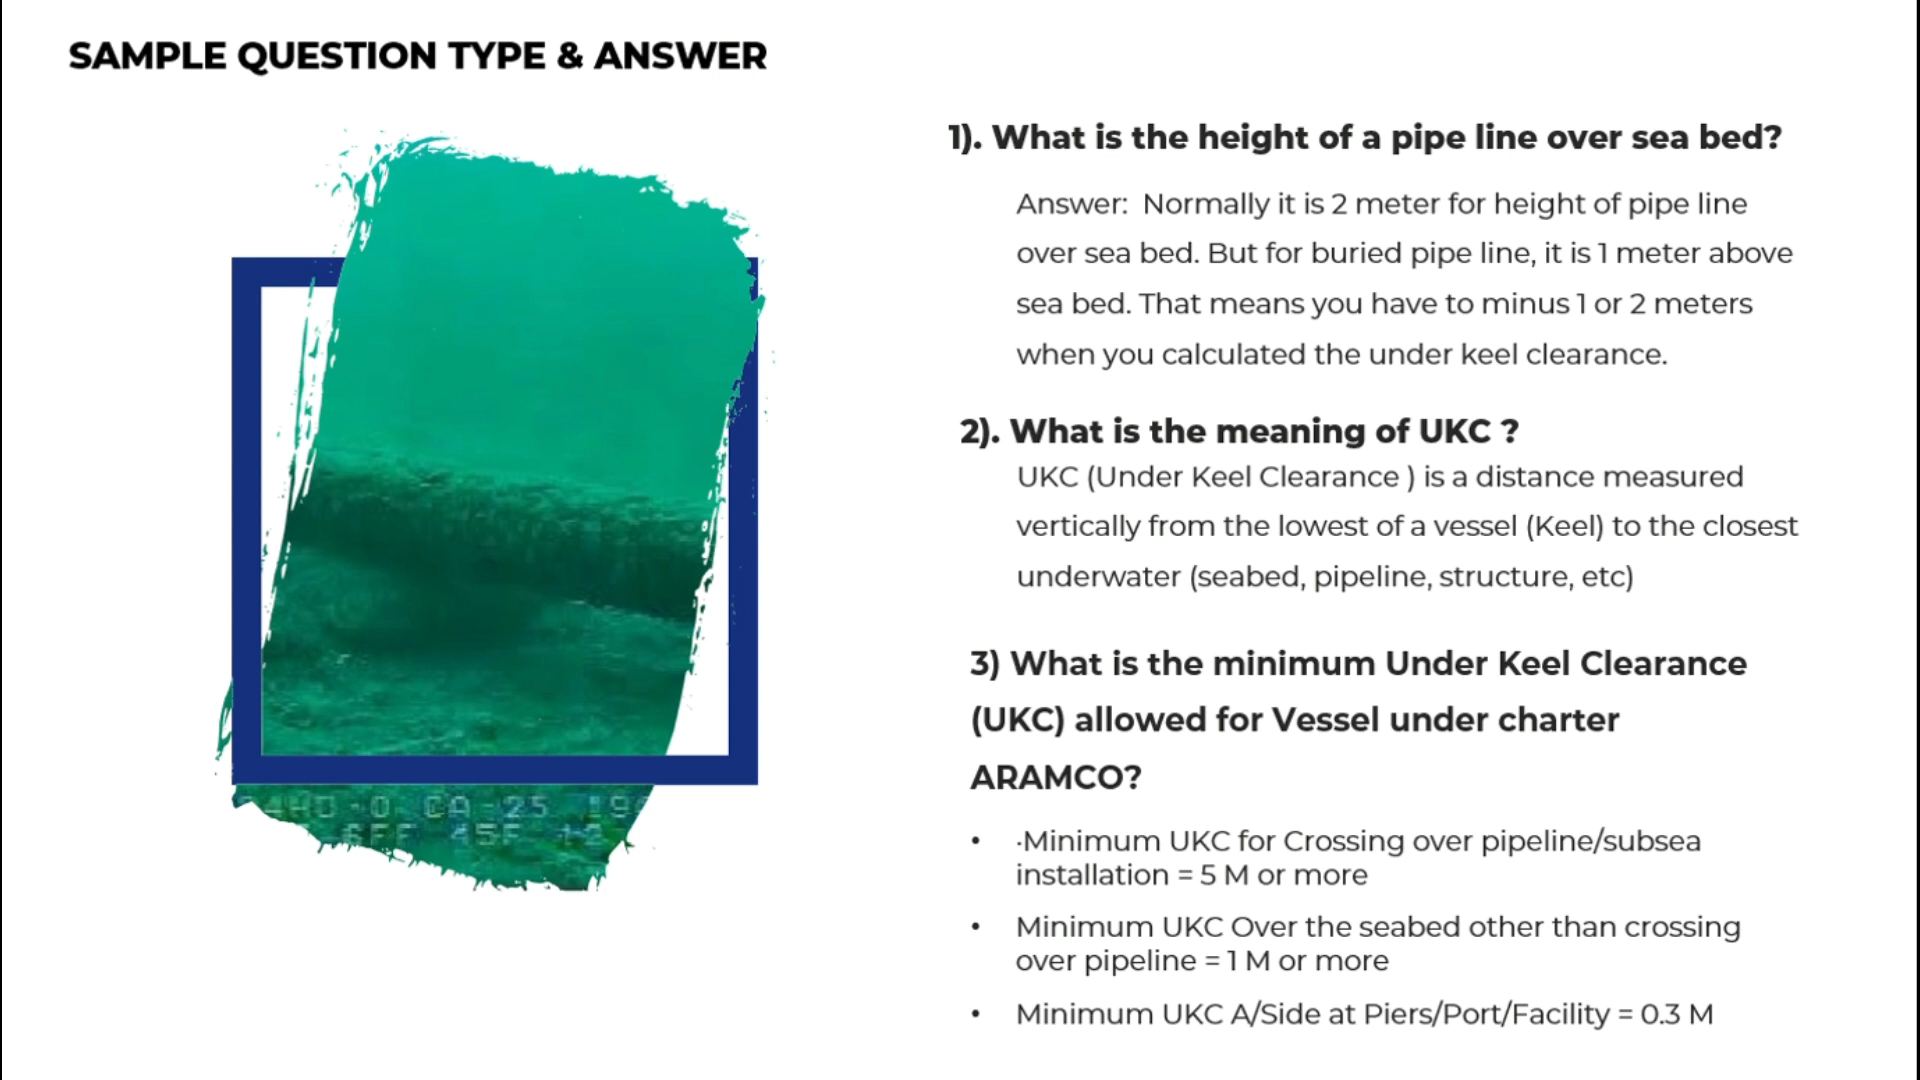 SAMPLE QUESTION TYPE & ANSWER
1). What is the height of a pipe line over sea bed?
Answer: Normally it is 2 meter for height of pipe line
over sea bed. But for buried pipe line, it is 1 meter above
sea bed. That means you have to minus 1 or 2 meters
when you calculated the under keel clearance.
2). What is the meaning of UKC ?
UKC (Under Keel Clearance ) is a distance measured
vertically from the lowest of a vessel (Keel) to the closest
underwater (seabed, pipeline, structure, etc)
3) What is the minimum Under Keel Clearance
(UKC) allowed for Vessel under charter
ARAMCO?
• ·Minimum UKC for Crossing over pipeline/subsea
installation = 5 M or more
• Minimum UKC Over the seabed other than crossing
over pipeline = 1 M or more
• Minimum UKC A/Side at Piers/Port/Facility = 0.3 M